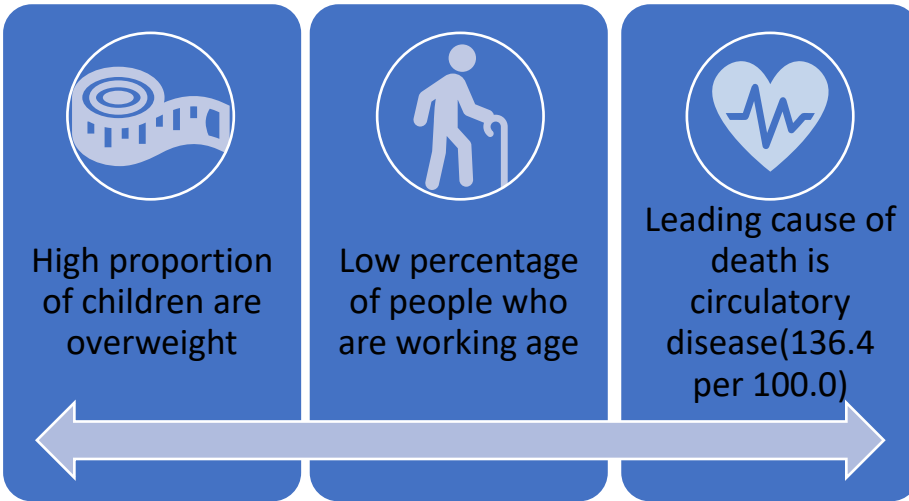 High proportion
of children are
overweight
Low percentage
of people who
are working age
Leading cause of
death is
circulatory
disease(136.4
per 100.0)